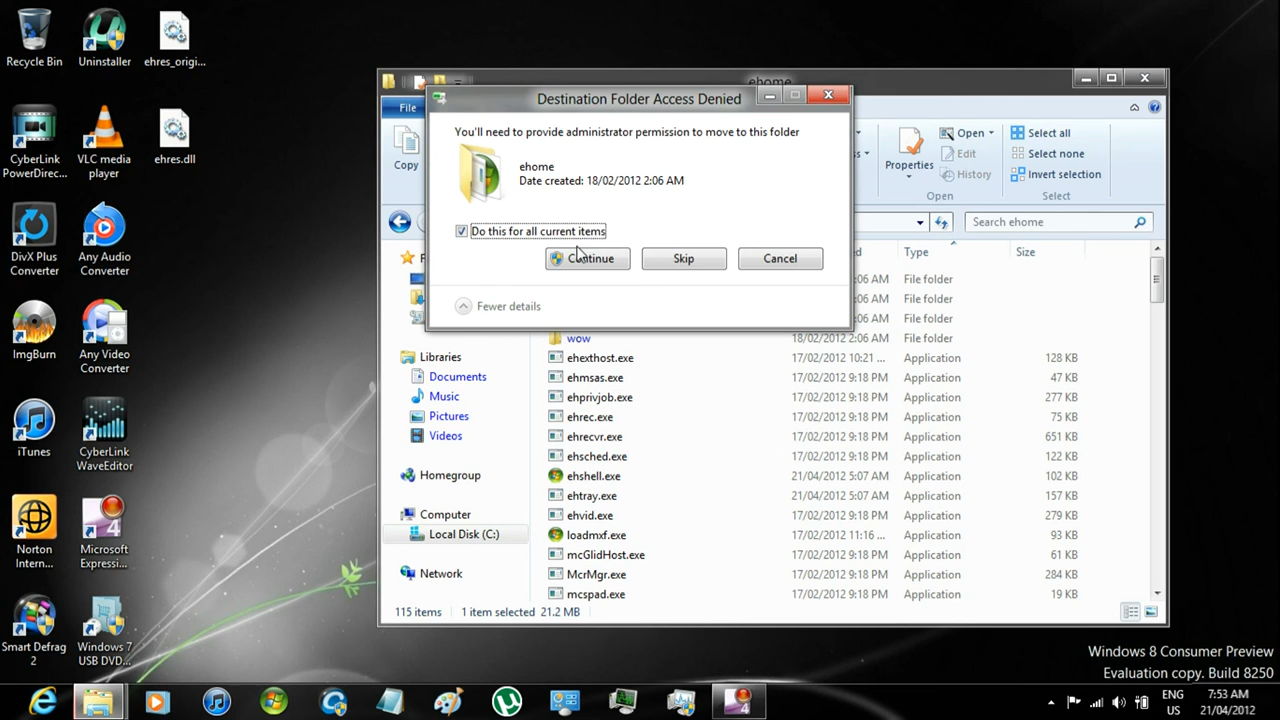 Recycle Bin
Uninstaller
ehres_origi...
CyberLink
PowerDirec...
VLC media
player
ehres.dll
DivX Plus
Converter
Any Audio
Converter
ImgBurn
Any Video
Converter
iTunes
CyberLink
WaveEditor
Norton
Intern...
Microsoft
Expressi...
Smart Defrag
2
Windows 7
USB DVD...
ehome
File
Destination Folder Access Denied
You'll need to provide administrator permission to move to this folder
ehome
Date created: 18/02/2012 2:06 AM
Do this for all current items
Continue
Skip
Cancel
Fewer details
Copy
Properties
Open
Edit
History
Open
Select all
Select none
Invert selection
Select
Search ehome
Type
Size
:06 AM File folder
:06 AM File folder
:06 AM File folder
wow 18/02/2012 2:06 AM File folder
ehexthost.exe 17/02/2012 10:21 ... Application 128 KB
ehmsas.exe 17/02/2012 9:18 PM Application 47 KB
ehprivjob.exe 17/02/2012 9:18 PM Application 277 KB
ehrec.exe 17/02/2012 9:18 PM Application 75 KB
ehrecvr.exe 17/02/2012 9:18 PM Application 651 KB
ehsched.exe 17/02/2012 9:18 PM Application 122 KB
ehshell.exe 21/04/2012 5:07 AM Application 102 KB
ehtray.exe 21/04/2012 5:07 AM Application 157 KB
ehvid.exe 17/02/2012 9:18 PM Application 279 KB
loadmxf.exe 17/02/2012 11:16 ... Application 93 KB
mcGlidHost.exe 17/02/2012 9:18 PM Application 61 KB
McrMgr.exe 17/02/2012 9:18 PM Application 284 KB
mcspad.exe 17/02/2012 9:18 PM Application 19 KB
Libraries
Documents
Music
Pictures
Videos
Homegroup
Computer
Local Disk (C:)
Network
115 items 1 item selected 21.2 MB
Windows 8 Consumer Preview
Evaluation copy. Build 8250
ENG
US
7:53 AM
21/04/2012